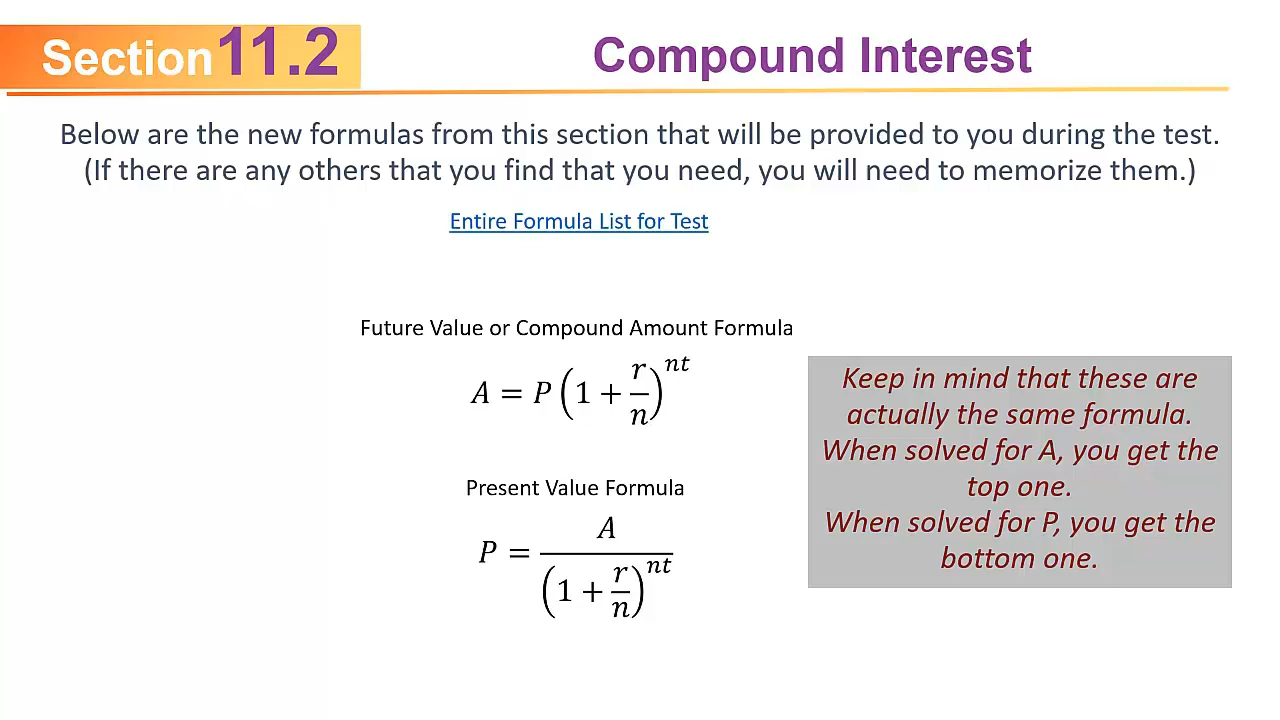 Section 11.2
Compound Interest
Below are the new formulas from this section that will be provided to you during the test.
(If there are any others that you find that you need, you will need to memorize them.)
Entire Formula List for Test
Future Value or Compound Amount Formula
A = P(1 + r/n)^nt
Present Value Formula
P = A/(1 + r/n)^nt
Keep in mind that these are
actually the same formula.
When solved for A, you get the
top one.
When solved for P, you get the
bottom one.